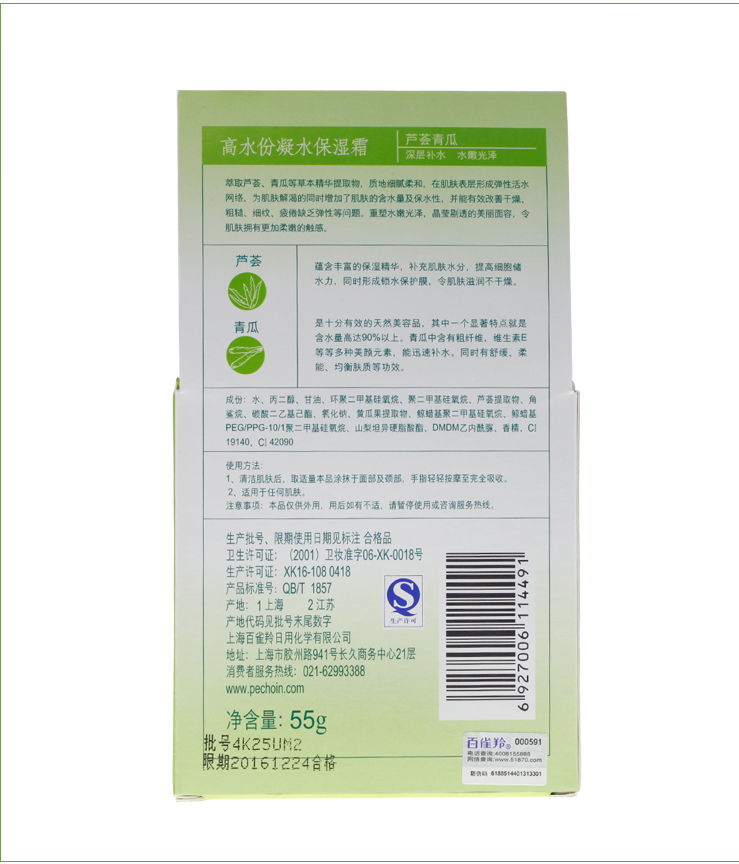 高水份凝水保湿霜
芦荟青瓜
深层补水 水嫩光泽
萃取芦荟、青瓜等草本精华提取物，质地细腻柔和，在肌肤表层形成弹性活水
网络，为肌肤解渴的同时增加了肌肤的含水量及保水性，并能有效改善干燥、
粗糙、细纹、疲倦缺乏弹性等问题。重塑水嫩光泽，晶莹剔透的美丽面容，令
肌肤拥有更加柔嫩的触感。
芦荟
蕴含丰富的保湿精华，补充肌肤水分，提高细胞储
水力，同时形成锁水保护膜，令肌肤滋润不干燥。
青瓜
是十分有效的天然美容品，其中一个显著特点就是
含水量高达90%以上。青瓜中含有粗纤维，维生素E
等等多种美颜元素，能迅速补水。同时有舒缓、柔
能、均衡肤质等功效。
成份：水、丙二醇、甘油、环聚二甲基硅氧烷、聚二甲基硅氧烷、芦荟提取物、角
鲨烷、碳酸二乙基己酯、氯化钠、黄瓜果提取物、鲸蜡基聚二甲基硅氧烷、鲸蜡基
PEG/PPG-10/1聚二甲基硅氧烷、山梨坦异硬脂酸酯、DMDM乙内酰脲、香精，CI
19140、CI 42090
使用方法：
1、清洁肌肤后，取适量本品涂抹于面部及颈部，手指轻轻按摩至完全吸收。
2、适用于任何肌肤。
注意事项：本品仅供外用，用后如有不适，请暂停使用或咨询服务热线。
生产批号、限期使用日期见标注 合格品
卫生许可证：（2001）卫妆准字06-XK-0018号
生产许可证：XK16-108 0418
产品标准号：QB/T 1857
产地：1上海 2江苏
产地代码见批号末尾数字
上海百雀羚日用化学有限公司
地址：上海市胶州路941号长久商务中心21层
消费者服务热线：021-62993388
www.pechoin.com
生产许可
6 927006 114491
净含量：55g
批号4K25UM2
限期20161224合格
百雀羚® 000591
电话查询:4008155888
网络查询:www.51870.com
防伪码 6188514401313301